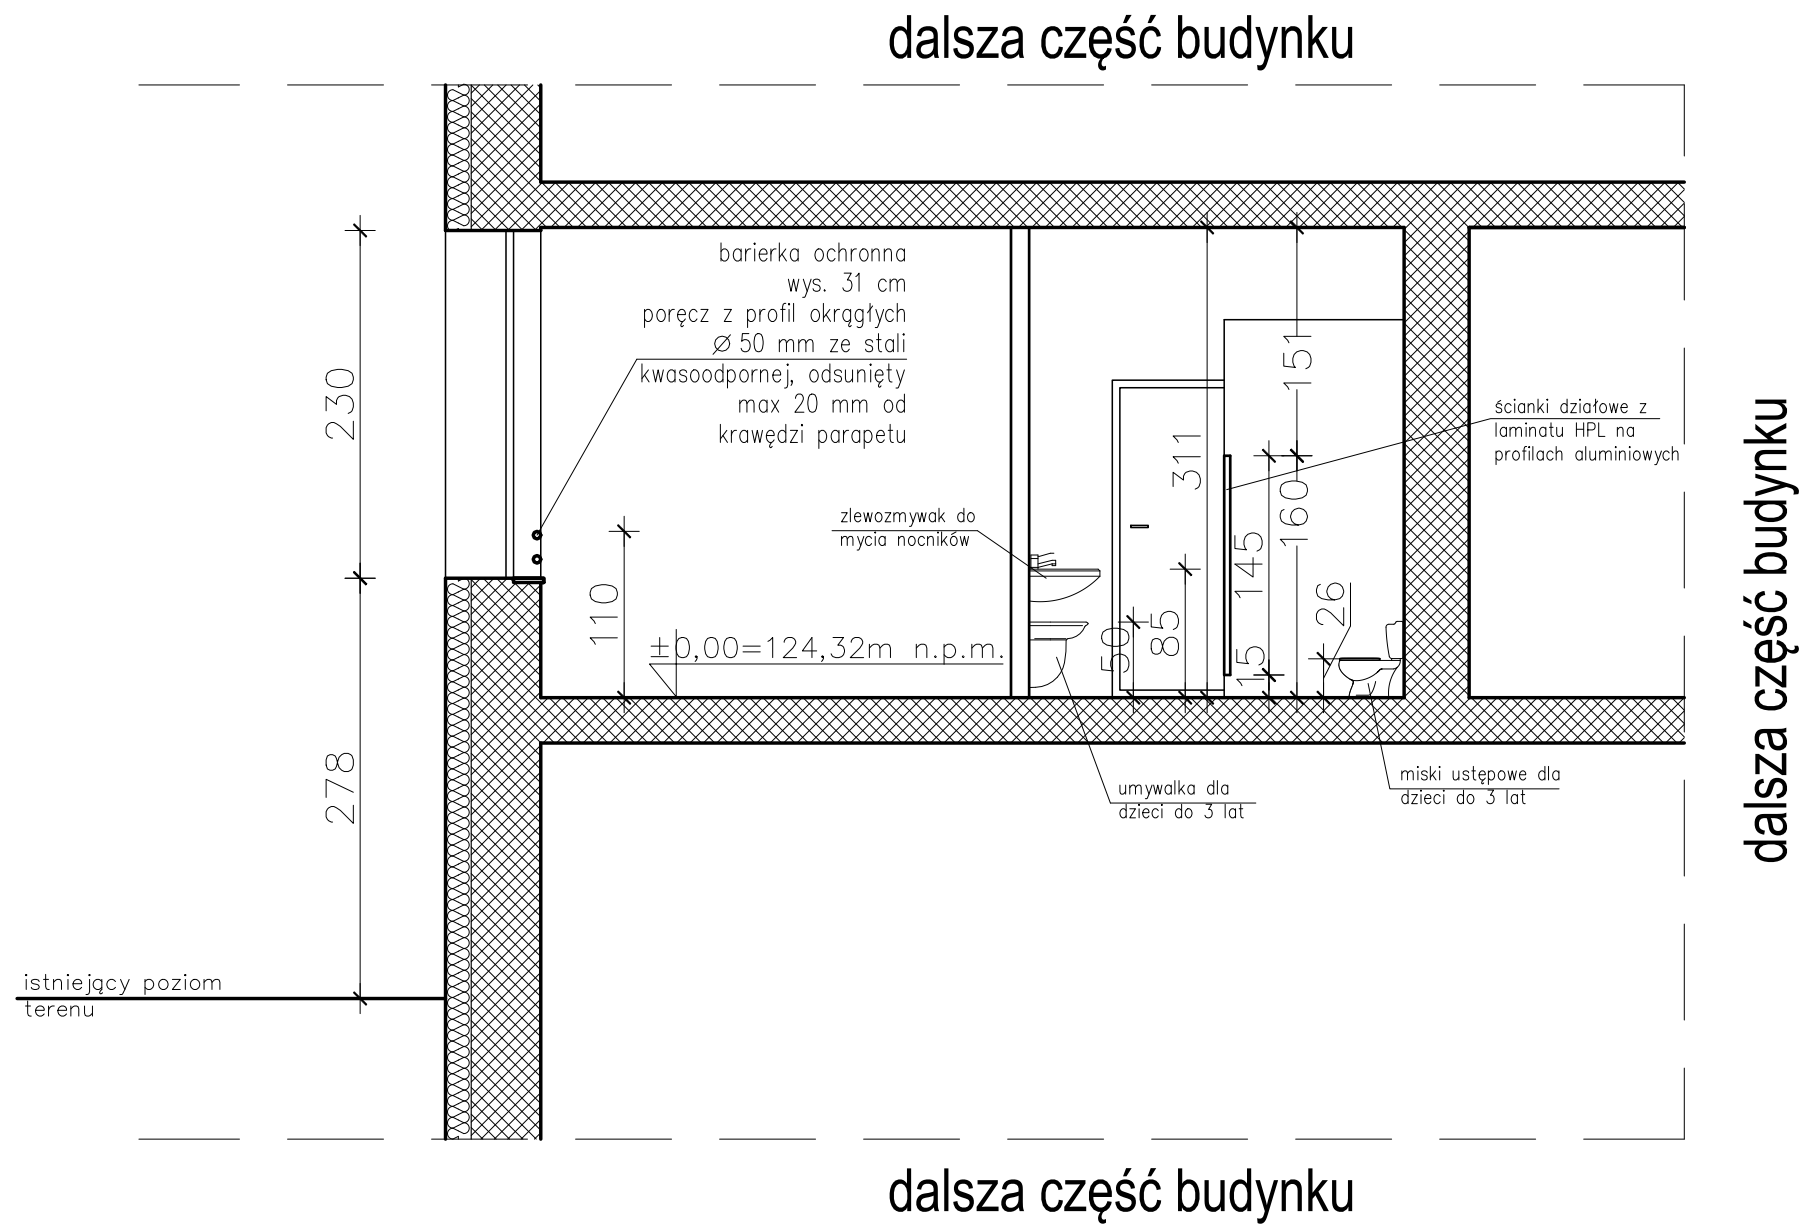 dalsza część budynku
barierka ochronna
wys. 31 cm
poręcz z profil okrągłych
Ø 50 mm ze stali
kwasoodpornej, odsunięty
max 20 mm od
krawędzi parapetu
230
151
311
ścianki działowe z
laminatu HPL na
profilach aluminiowych
zlewozmywak do
mycia nocników
160
145
110
26
50
85
15
±0,00=124,32m n.p.m.
278
umywalka dla
dzieci do 3 lat
miski ustępowe dla
dzieci do 3 lat
dalsza część budynku
istniejący poziom
terenu
dalsza część budynku